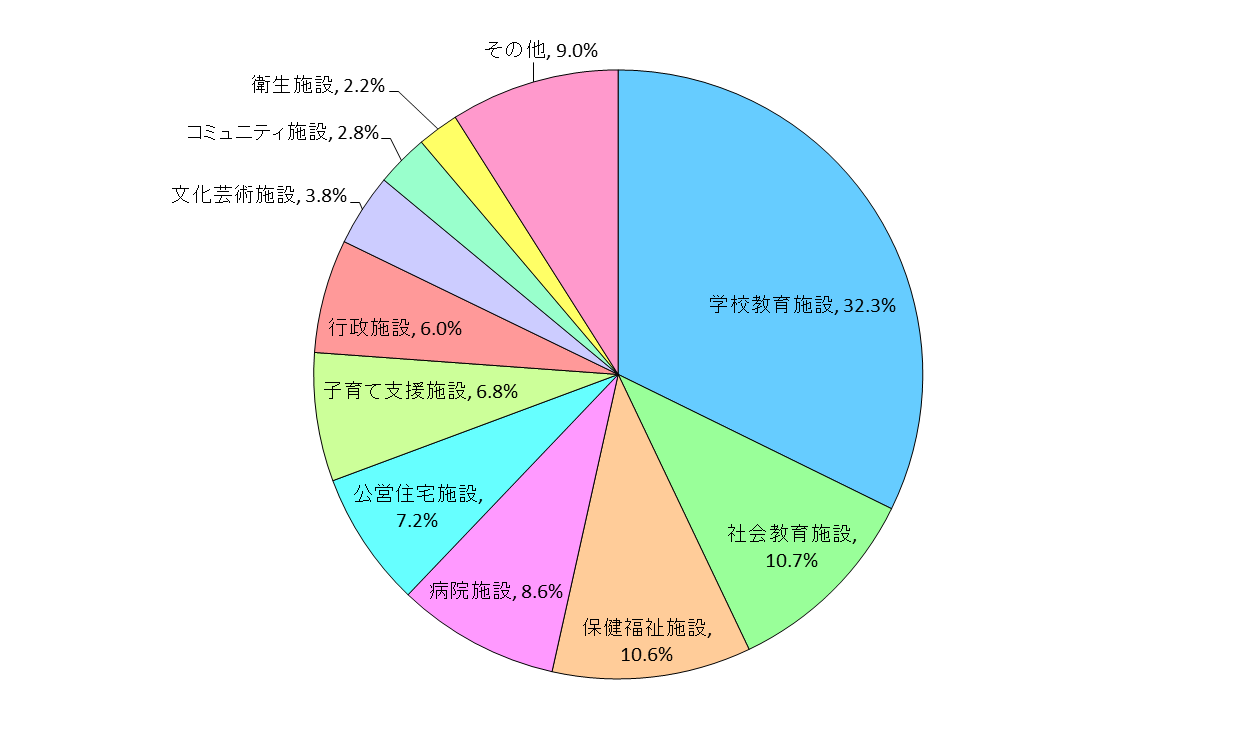 その他, 9.0%
衛生施設, 2.2%
コミュニティ施設, 2.8%
文化芸術施設, 3.8%
学校教育施設, 32.3%
行政施設, 6.0%
子育て支援施設, 6.8%
公営住宅施設,
7.2%
社会教育施設,
10.7%
病院施設, 8.6%
保健福祉施設,
10.6%